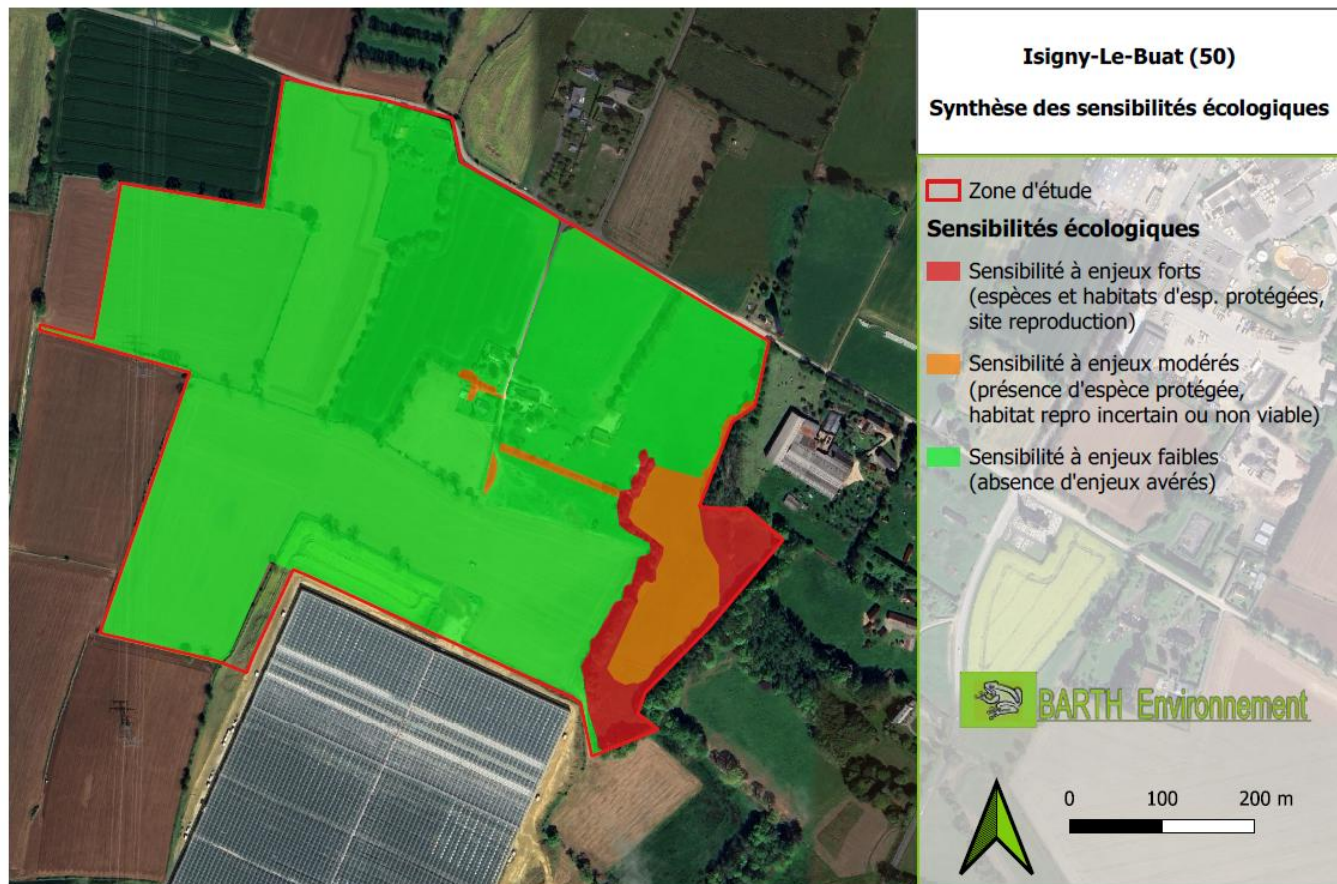 Isigny-Le-Buat (50)
Synthèse des sensibilités écologiques
Zone d'étude
Sensibilités écologiques
Sensibilité à enjeux forts
(espèces et habitats d'esp. protégées,
site reproduction)
Sensibilité à enjeux modérés
(présence d'espèce protégée,
habitat repro incertain ou non viable)
Sensibilité à enjeux faibles
(absence d'enjeux avérés)
BARTH Environnement
0 100 200 m